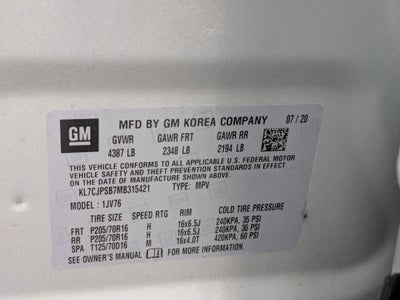 GM MFD BY GM KOREA COMPANY 07 / 20
GVWR GAWR FRT GAWR RR
4387 LB 2348 LB 2194 LB
THIS VEHICLE CONFORMS TO ALL APPLICABLE U.S. FEDERAL MOTOR
VEHICLE SAFETY, BUMPER, AND THEFT PREVENTION STANDARDS IN
EFFECT ON THE DATE OF MANUFACTURE SHOWN ABOVE.
KL7CJPSB7MB315421 TYPE: MPV
MODEL : 1JV76
TIRE SIZE SPEED RTG RIM COLD TIRE PRESSURE
FRT P205/70R16 H 16x6.5J 240KPA, 35 PSI
RR P205/70R16 H 16x6.5J 240KPA, 35 PSI
SPA T125/70D16 M 16x4.0T 420KPA, 60 PSI
SEE OWNER'S MANUAL FOR MORE INFORMATION.